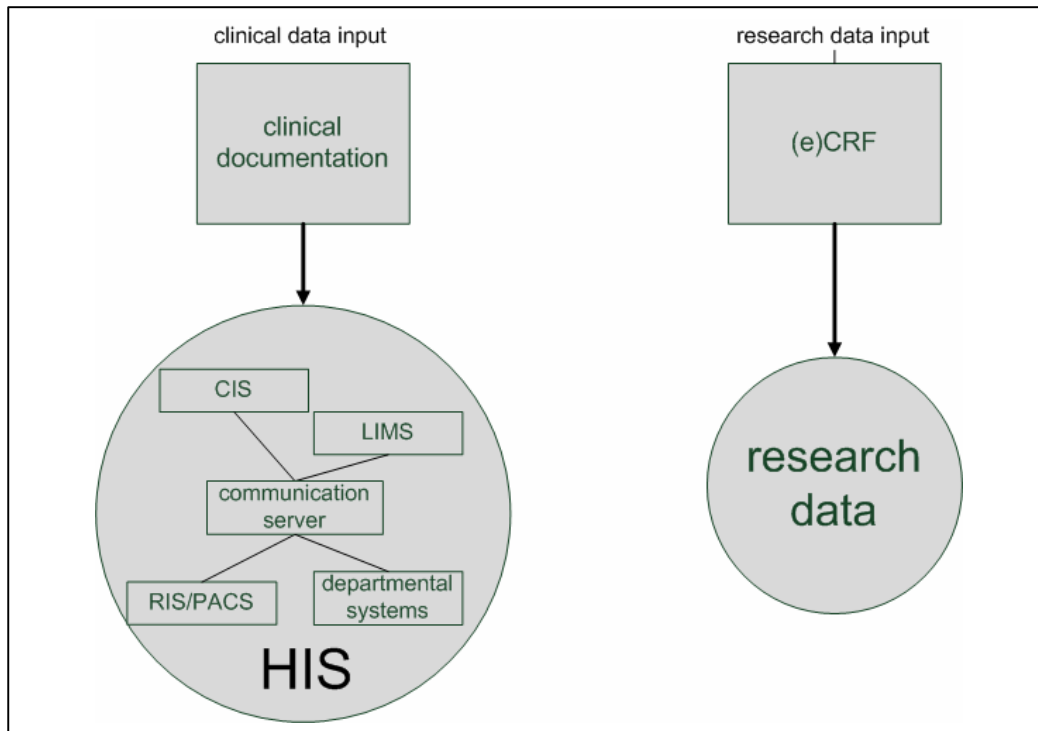 clinical data input
clinical
documentation
CIS
LIMS
communication
server
RIS/PACS
departmental
systems
HIS
research data input
(e)CRF
research
data